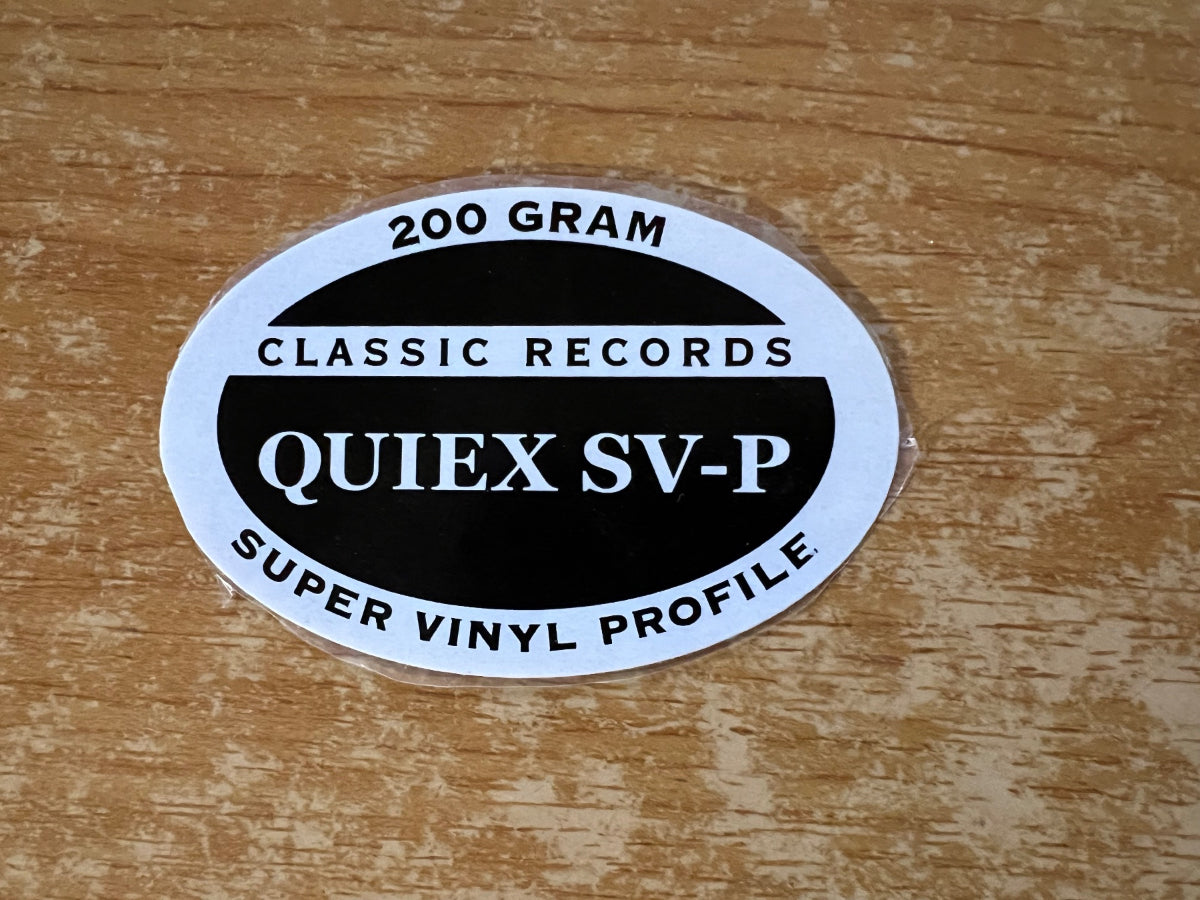 200 GRAM
CLASSIC RECORDS
QUIEX SV-P
SUPER VINYL PROFILE